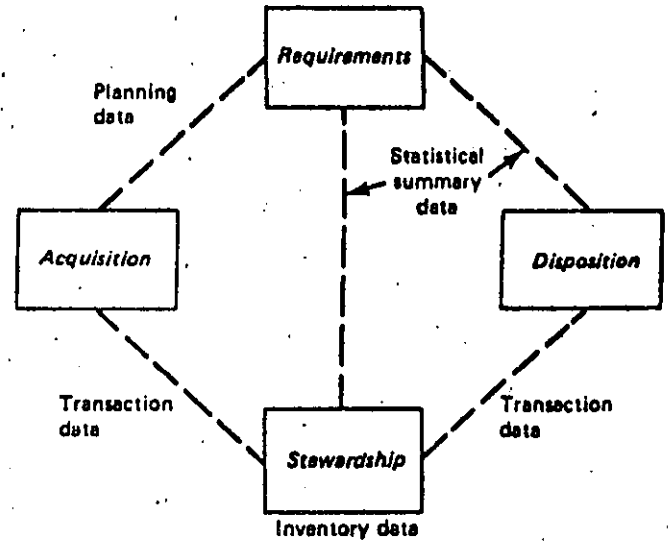 Requirements
Planning
data
Statistical
summary
data
Acquisition
Disposition
Transaction
data
Transaction
data
Stewardship
Inventory data